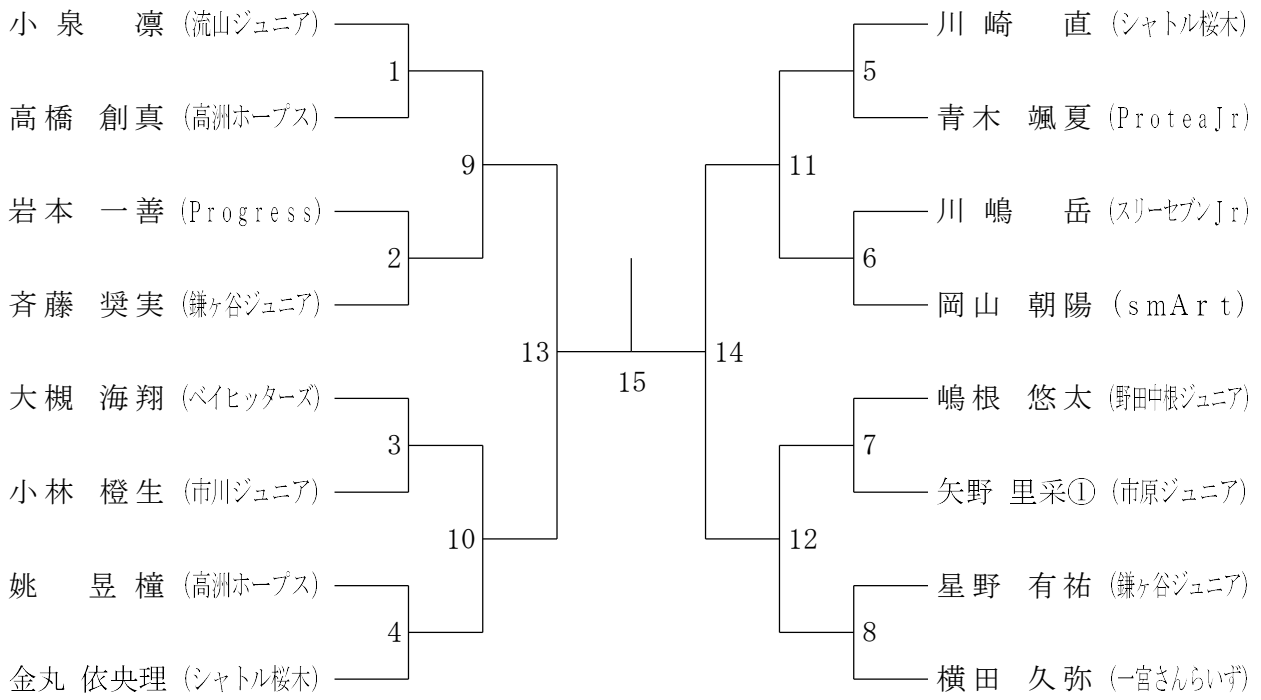 小泉 凛 (流山ジュニア)
1
高橋 創真 (高洲ホープス)
9
岩本 一善 (Progress)
2
斉藤 奨実 (鎌ヶ谷ジュニア)
13
大槻 海翔 (ベイヒッターズ)
3
小林 橙生 (市川ジュニア)
10
姚 昱橦 (高洲ホープス)
4
金丸 依央理 (シャトル桜木)
15
川崎 直 (シャトル桜木)
5
青木 颯夏 (ProteaJr)
11
川嶋 岳 (スリーセブンJr)
6
岡山 朝陽 (smArt)
14
嶋根 悠太 (野田中根ジュニア)
7
矢野 里采① (市原ジュニア)
12
星野 有祐 (鎌ヶ谷ジュニア)
8
横田 久弥 (一宮さんらいず)